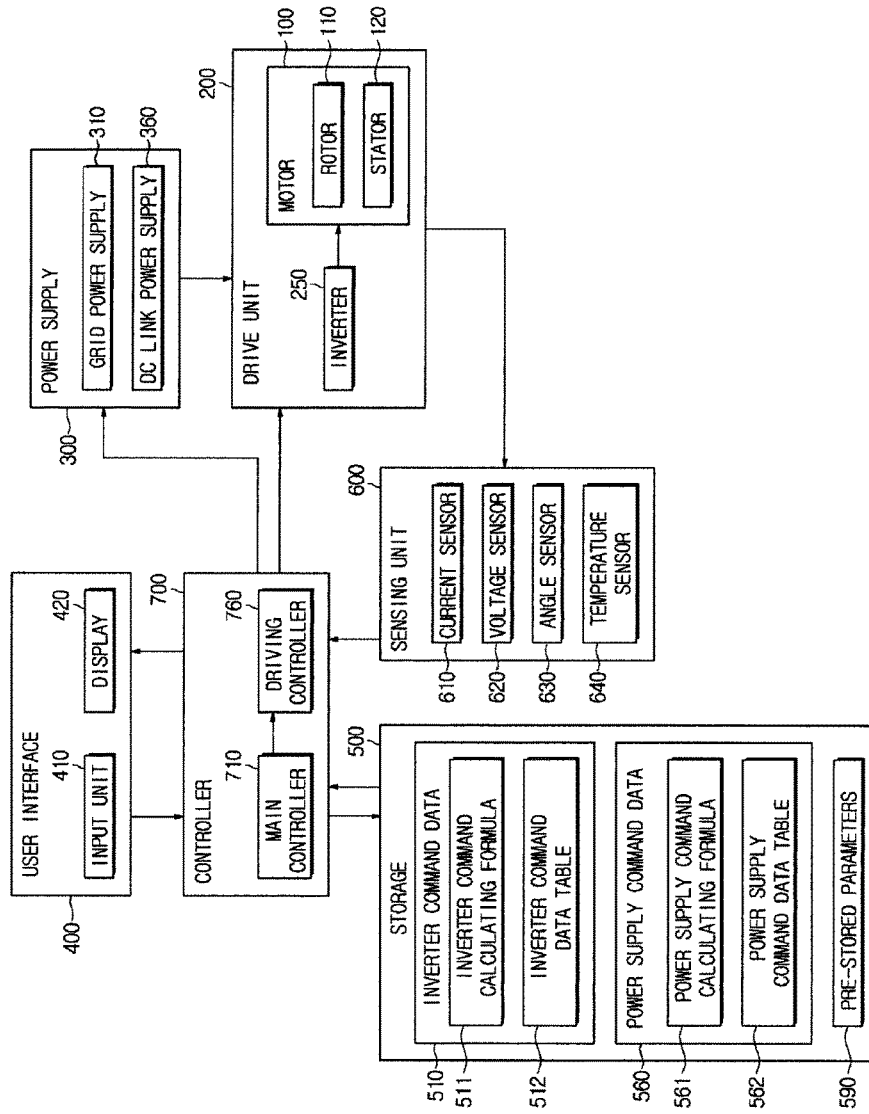 USER INTERFACE
400
410
INPUT UNIT
420
DISPLAY
POWER SUPPLY
300
GRID POWER SUPPLY
310
DC LINK POWER SUPPLY
360
CONTROLLER
700
710
MAIN
CONTROLLER
760
DRIVING
CONTROLLER
DRIVE UNIT
200
250
INVERTER
MOTOR
100
ROTOR
110
STATOR
120
STORAGE
500
INVERTER COMMAND DATA
510
INVERTER COMMAND
CALCULATING FORMULA
511
INVERTER COMMAND
DATA TABLE
512
POWER SUPPLY COMMAND DATA
560
POWER SUPPLY COMMAND
CALCULATING FORMULA
561
POWER SUPPLY
COMMAND DATA TABLE
562
PRE-STORED PARAMETERS
590
SENSING UNIT
600
610
CURRENT SENSOR
620
VOLTAGE SENSOR
630
ANGLE SENSOR
640
TEMPERATURE
SENSOR